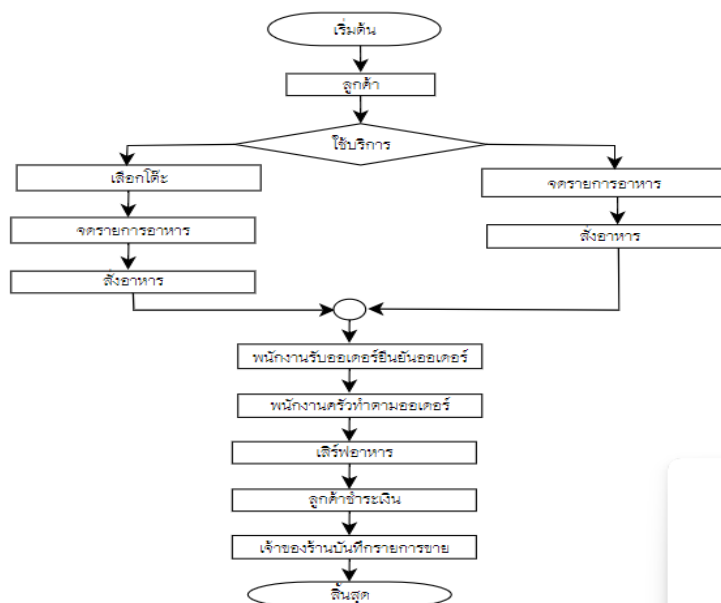 เริ่มต้น
ลูกค้า
ใช้บริการ
เลือกโต๊ะ
จดรายการอาหาร
สั่งอาหาร
จดรายการอาหาร
สั่งอาหาร
พนักงานรับออเดอร์ยืนยันออเดอร์
พนักงานครัวทำตามออเดอร์
เสิร์ฟอาหาร
ลูกค้าชำระเงิน
เจ้าของร้านบันทึกรายการขาย
สิ้นสุด